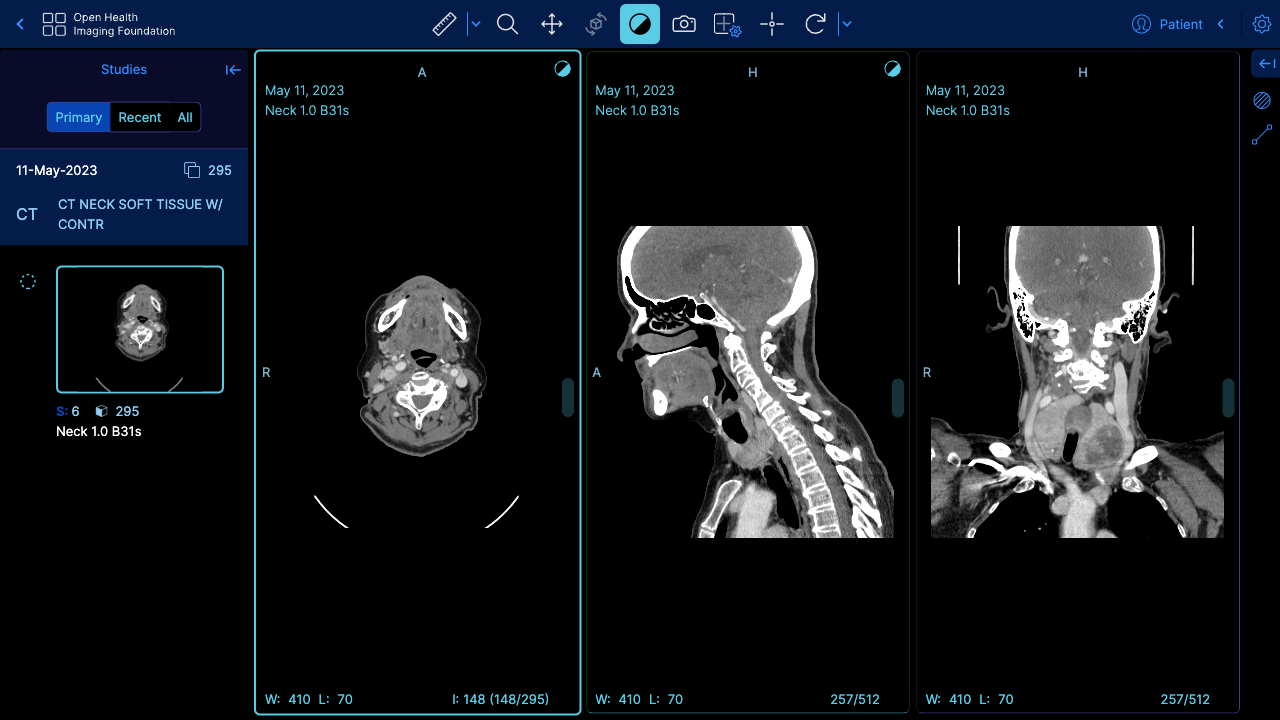 Open Health
Imaging Foundation
Patient
Studies
Primary Recent All
11-May-2023 295
CT CT NECK SOFT TISSUE W/
CONTR
S: 6 295
Neck 1.0 B31s
A
May 11, 2023
Neck 1.0 B31s
R
W: 410 L: 70 I: 148 (148/295)
H
May 11, 2023
Neck 1.0 B31s
A
W: 410 L: 70 257/512
H
May 11, 2023
Neck 1.0 B31s
R
W: 410 L: 70 257/512